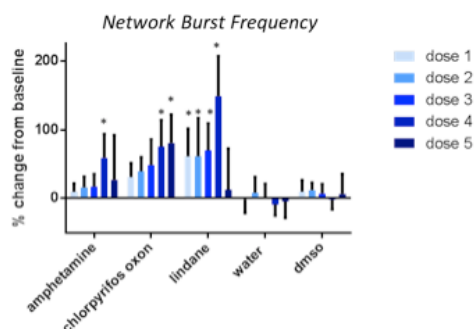 Network Burst Frequency
% change from baseline
200
100
0
* * * * * * *
amphetamine
chlorpyrifos oxon
lindane
water
dmso
dose 1
dose 2
dose 3
dose 4
dose 5